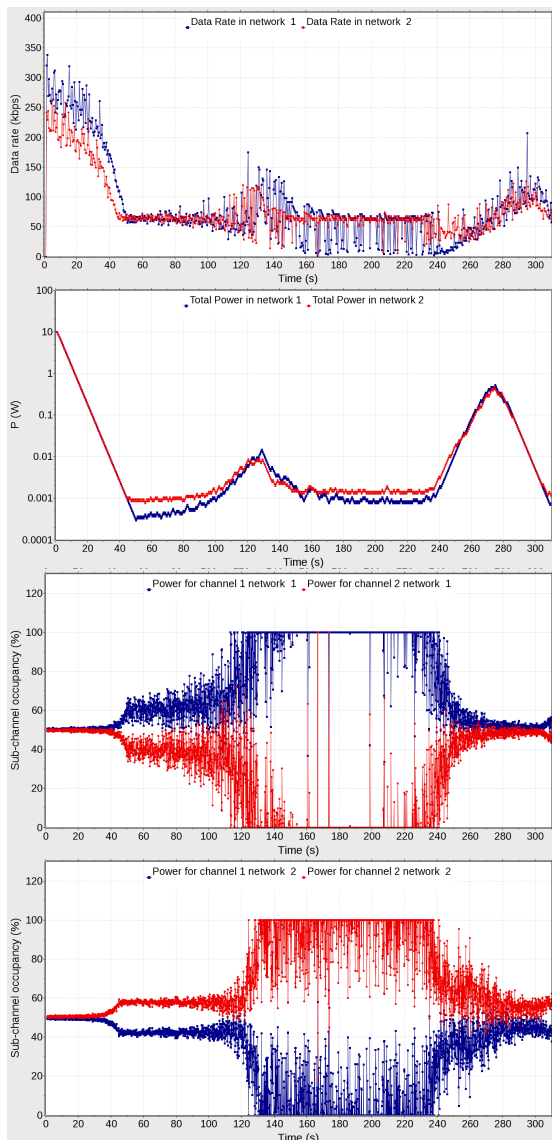 Data Rate in network 1 Data Rate in network 2
400
350
300
250
200
150
100
50
0
Data rate (kbps)
0 20 40 60 80 100 120 140 160 180 200 220 240 260 280 300
Time (s)
Total Power in network 1 Total Power in network 2
100
10
1
0.1
0.01
0.001
0.0001
P (W)
0 20 40 60 80 100 120 140 160 180 200 220 240 260 280 300
Time (s)
Power for channel 1 network 1 Power for channel 2 network 1
120
100
80
60
40
20
0
Sub-channel occupancy (%)
0 20 40 60 80 100 120 140 160 180 200 220 240 260 280 300
Time (s)
Power for channel 1 network 2 Power for channel 2 network 2
120
100
80
60
40
20
0
Sub-channel occupancy (%)
0 20 40 60 80 100 120 140 160 180 200 220 240 260 280 300
Time (s)